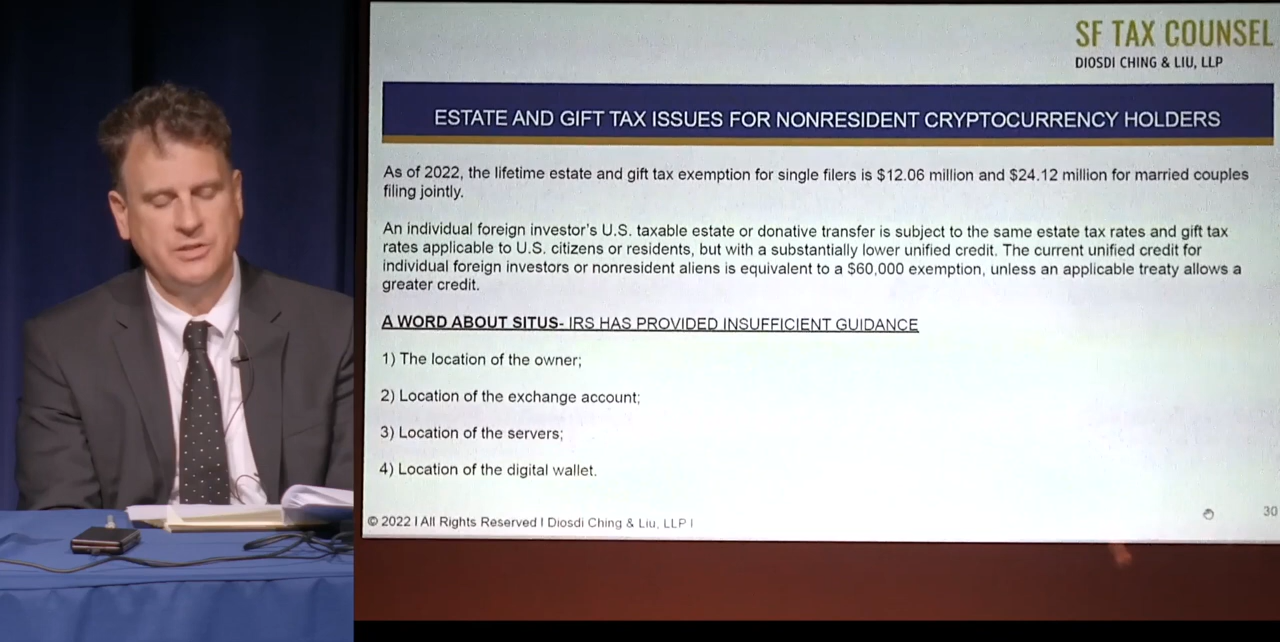 SF TAX COUNSEL
DIOSDI CHING & LIU, LLP
ESTATE AND GIFT TAX ISSUES FOR NONRESIDENT CRYPTOCURRENCY HOLDERS
As of 2022, the lifetime estate and gift tax exemption for single filers is $12.06 million and $24.12 million for married couples
filing jointly.
An individual foreign investor's U.S. taxable estate or donative transfer is subject to the same estate tax rates and gift tax
rates applicable to U.S. citizens or residents, but with a substantially lower unified credit. The current unified credit for
individual foreign investors or nonresident aliens is equivalent to a $60,000 exemption, unless an applicable treaty allows a
greater credit.
A WORD ABOUT SITUS- IRS HAS PROVIDED INSUFFICIENT GUIDANCE
1) The location of the owner;
2) Location of the exchange account;
3) Location of the servers;
4) Location of the digital wallet.
© 2022 I All Rights Reserved I Diosdi Ching & Liu, LLP I
30